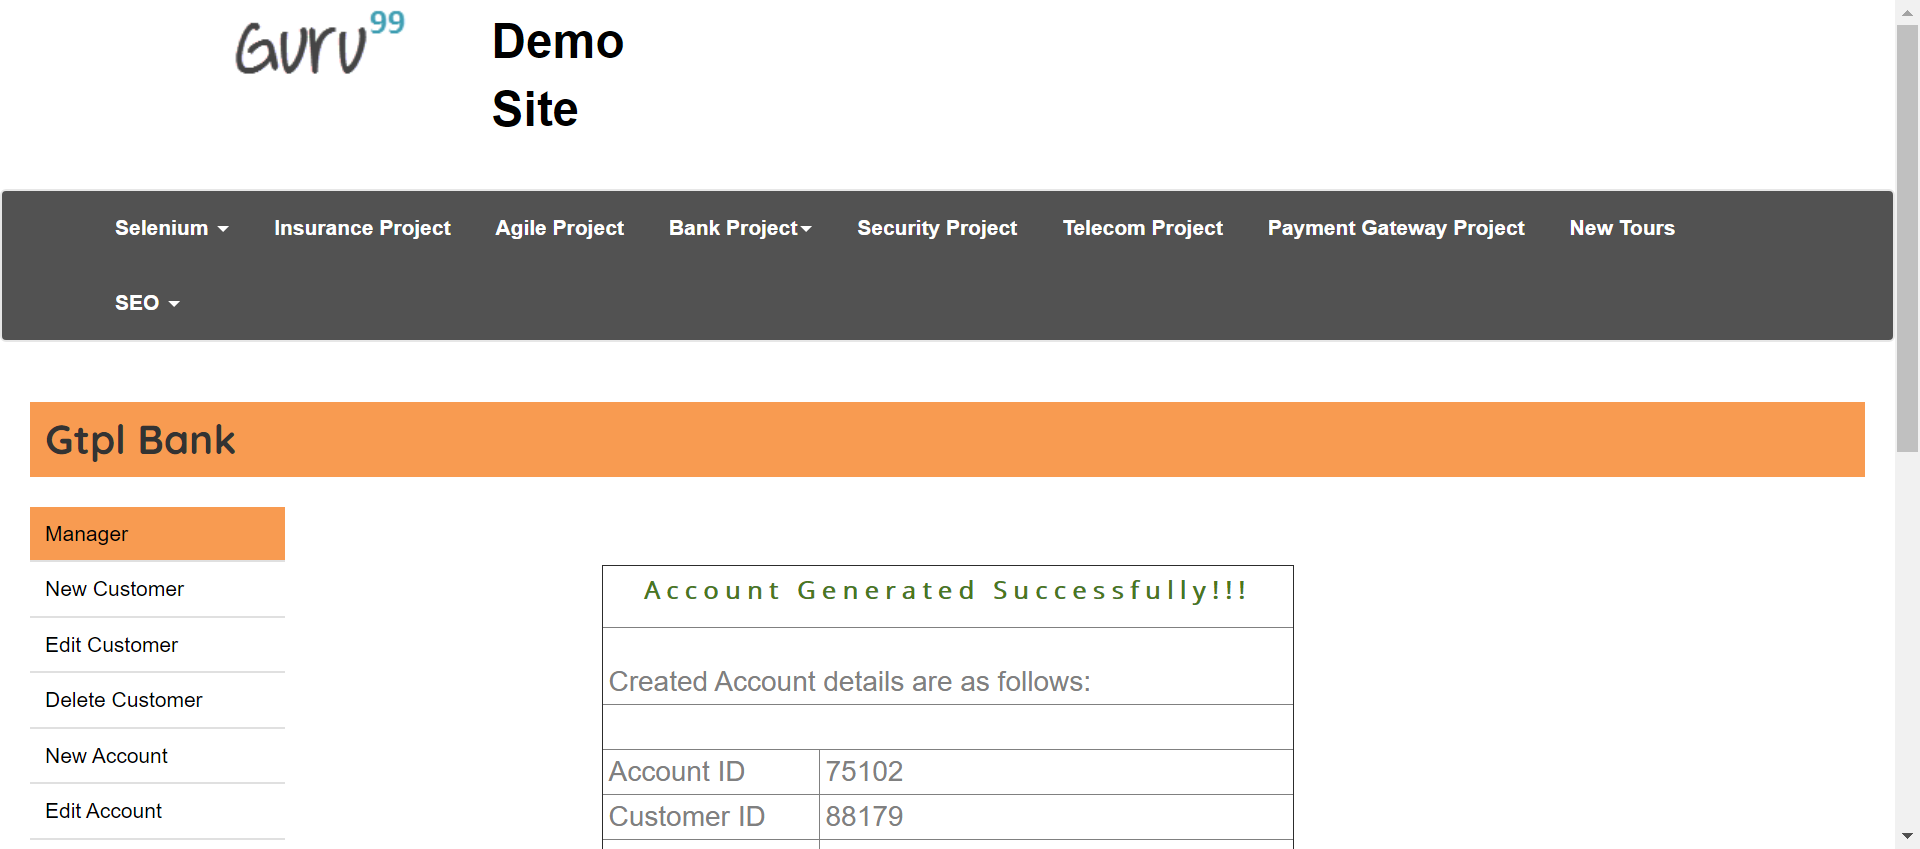 Guru99
Demo
Site
Selenium Insurance Project Agile Project Bank Project Security Project Telecom Project Payment Gateway Project New Tours
SEO
Gtpl Bank
Manager
New Customer
Edit Customer
Delete Customer
New Account
Edit Account
Account Generated Successfully!!!
Created Account details are as follows:
Account ID 75102
Customer ID 88179